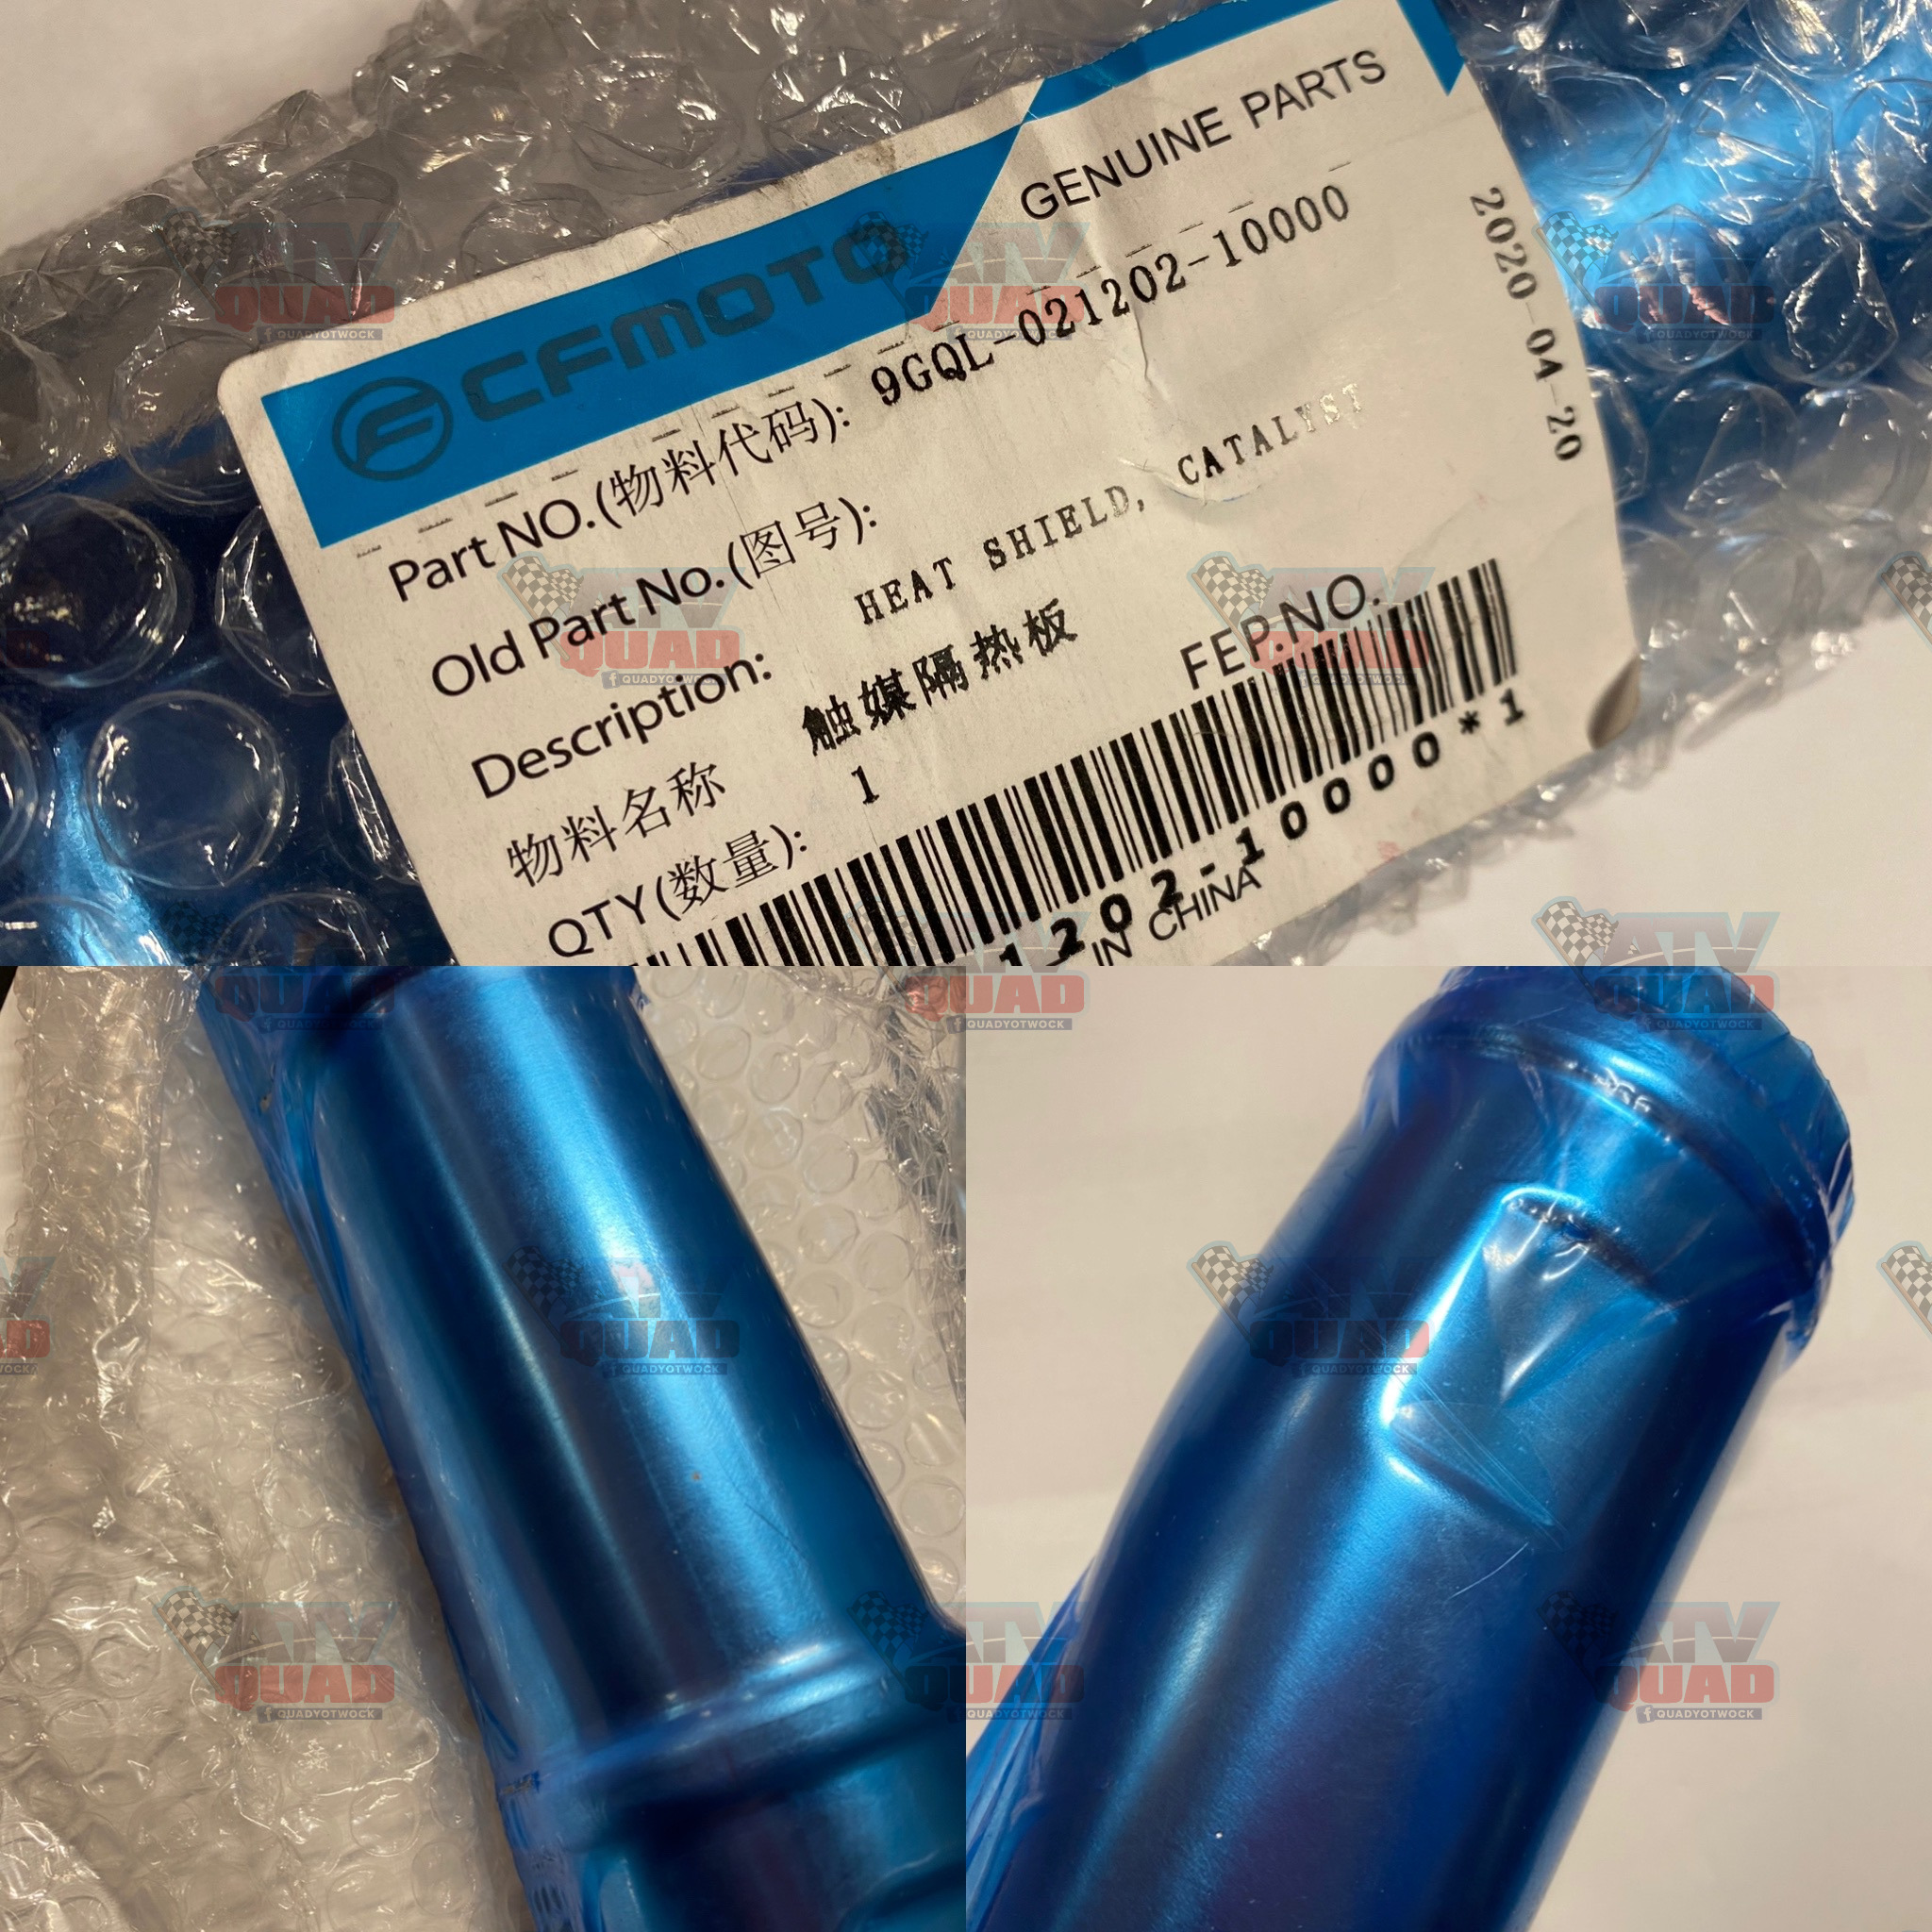 CFMOTO
GENUINE PARTS
Part NO.(物料代码): 9GQL-021202-10000
2020-04-20
Old Part No.(图号):
Description: HEAT SHIELD, CATALYST
物料名称 触媒隔热板
QTY(数量): 1
FEP.NO.
1202-10000*1
IN CHINA
ATV
QUAD
QUADYOTWOCK